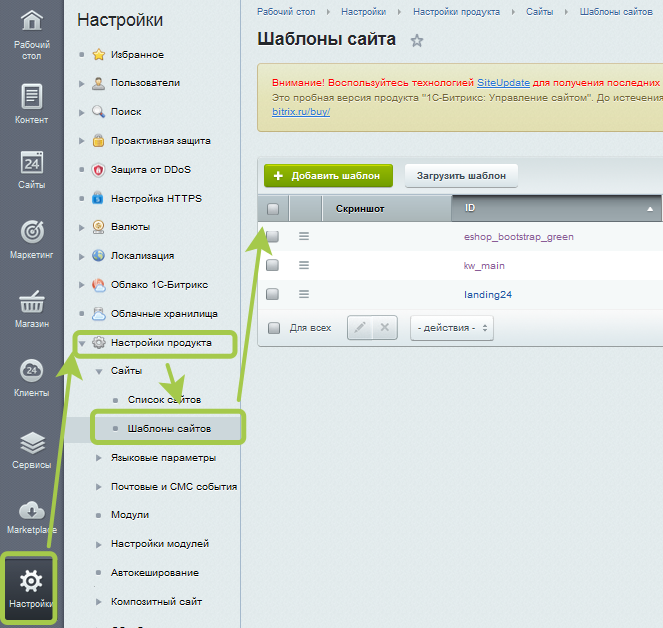 Рабочий
стол
Контент
24
Сайты
Маркетинг
Магазин
24
Клиенты
Сервисы
Marketplace
Настройки
Настройки
Избранное
Пользователи
Поиск
Проактивная защита
Защита от DDoS
Настройка HTTPS
Валюты
Локализация
Облако 1С-Битрикс
Облачные хранилища
Настройки продукта
Сайты
Список сайтов
Шаблоны сайтов
Языковые параметры
Почтовые и СМС события
Модули
Настройки модулей
Автокеширование
Композитный сайт
Рабочий стол Настройки Настройки продукта Сайты Шаблоны сайтов
Шаблоны сайта
Внимание! Воспользуйтесь технологией SiteUpdate для получения последних
Это пробная версия продукта "1С-Битрикс: Управление сайтом". До истечения
bitrix.ru/buy/
Добавить шаблон Загрузить шаблон
Скриншот ID
eshop_bootstrap_green
kw_main
landing24
Для всех - действия -